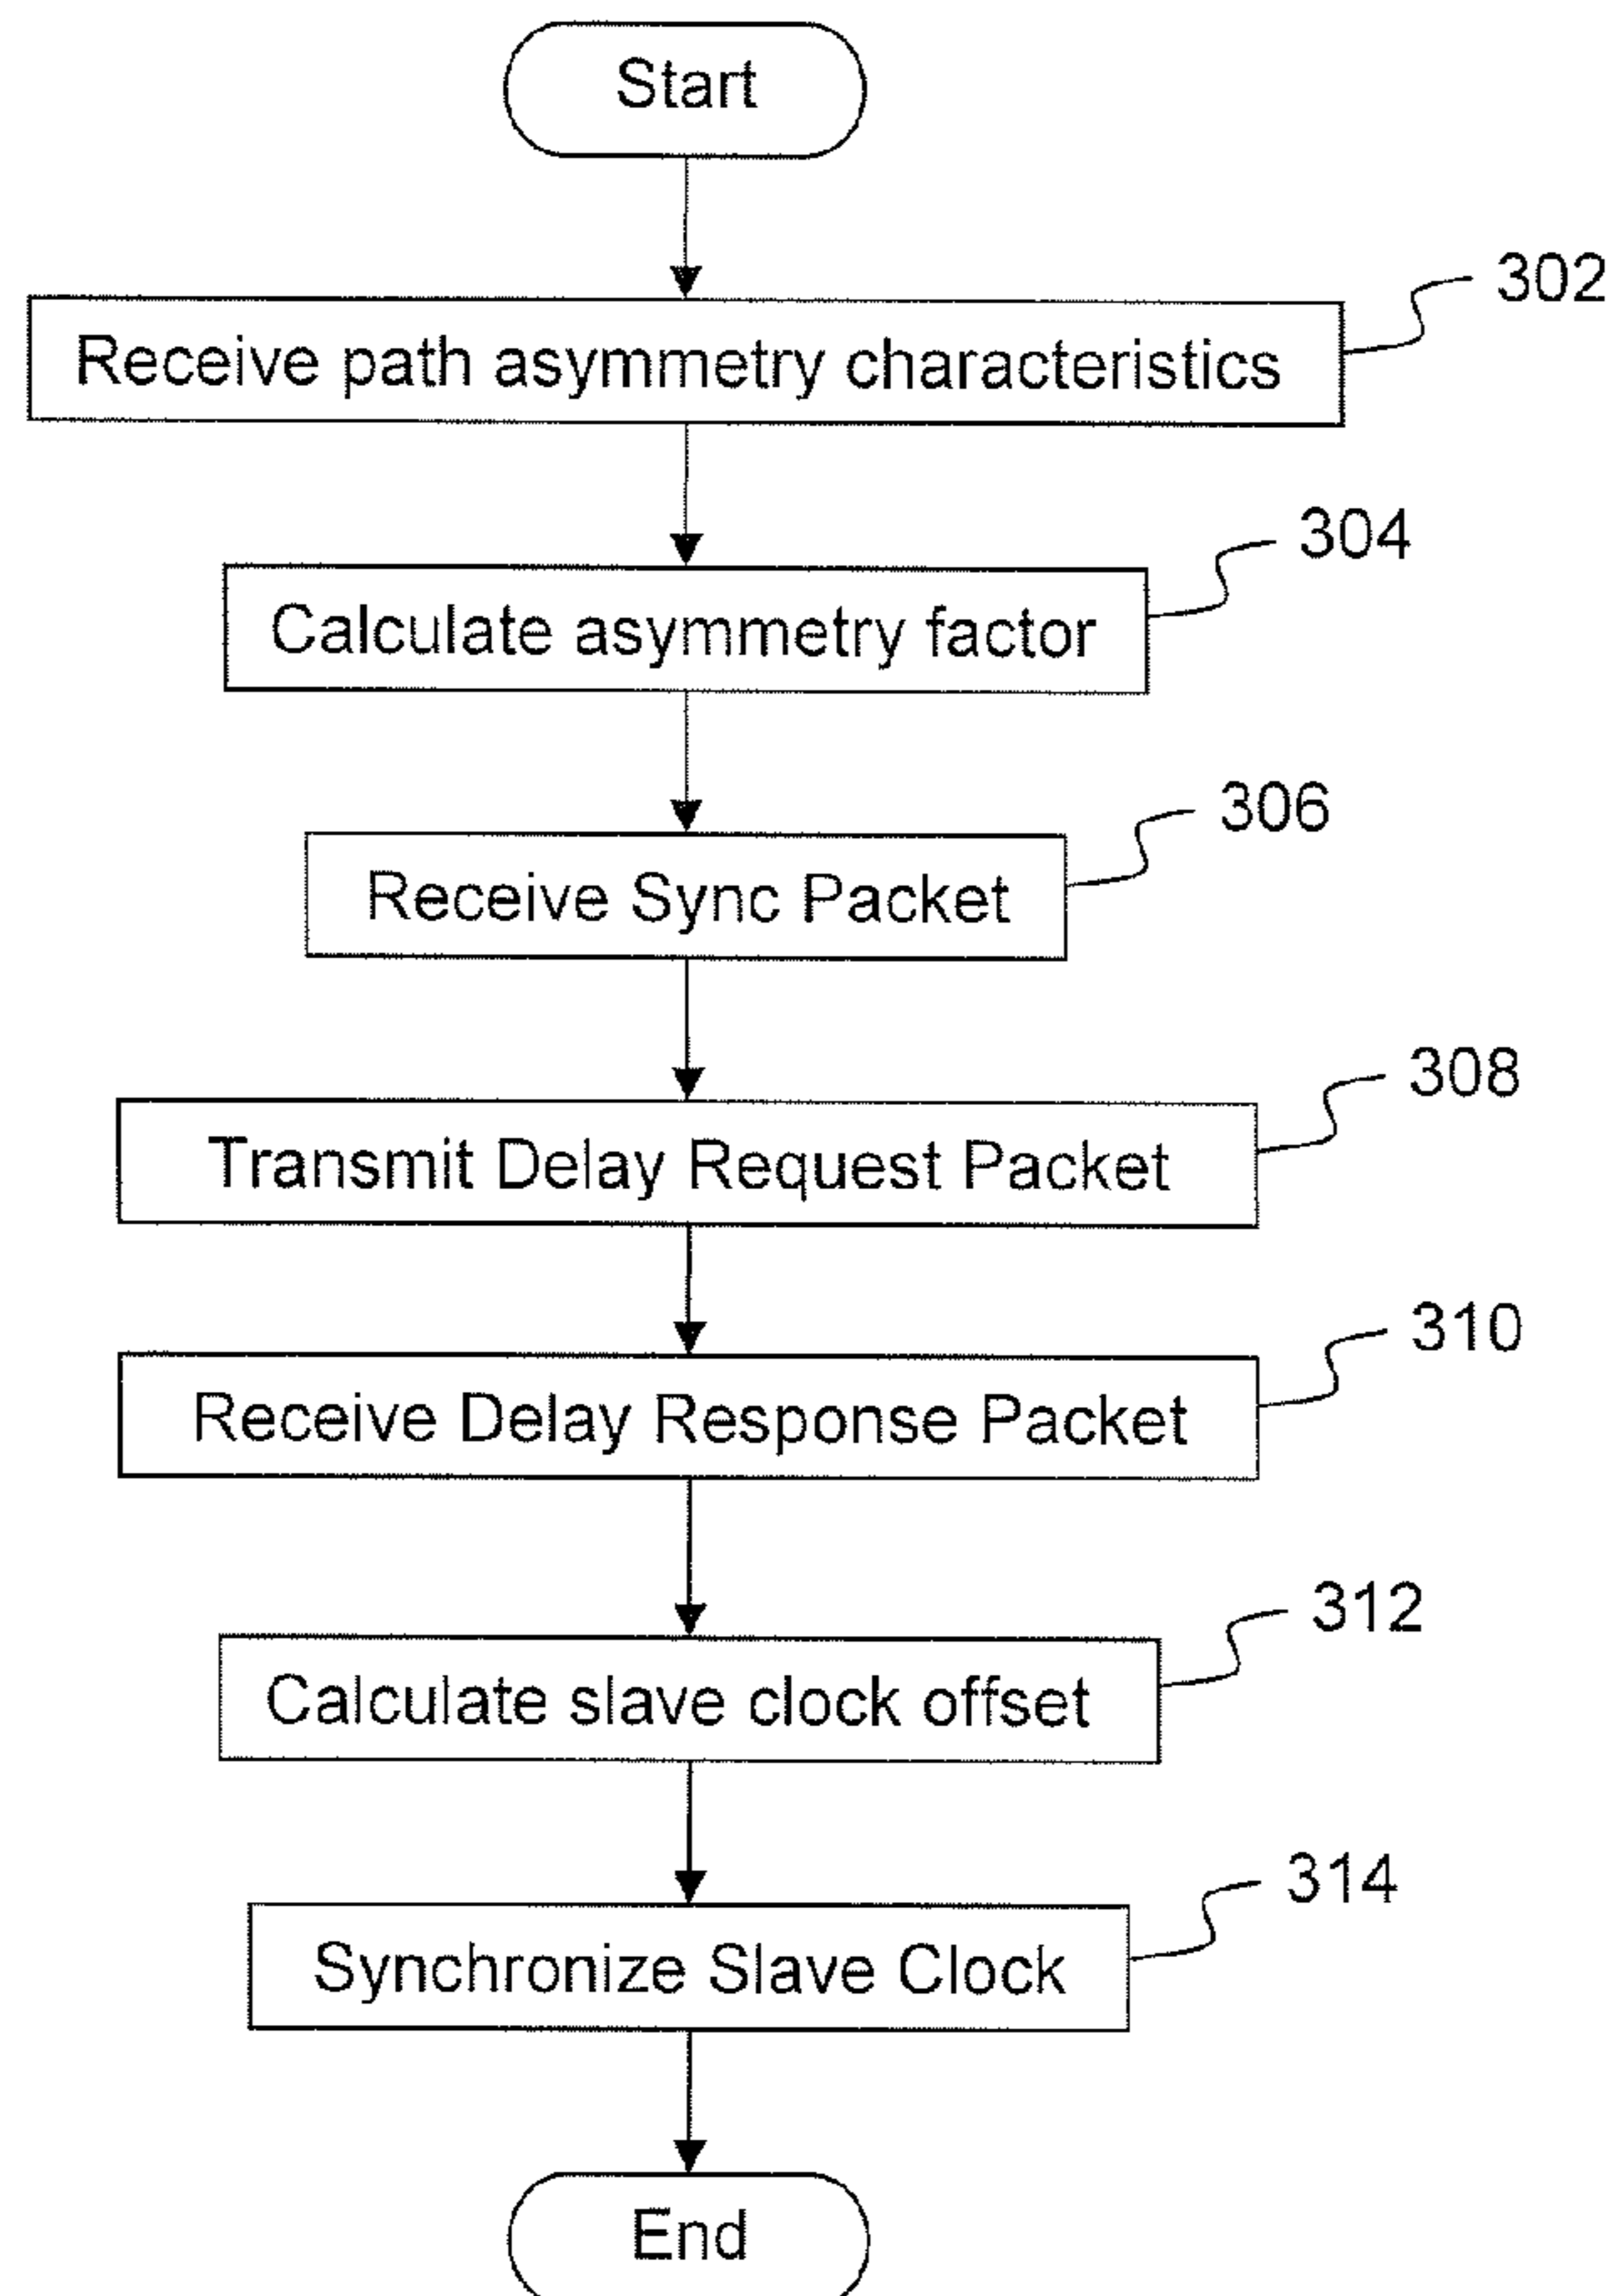 Start
302
Receive path asymmetry characteristics
304
Calculate asymmetry factor
306
Receive Sync Packet
308
Transmit Delay Request Packet
310
Receive Delay Response Packet
312
Calculate slave clock offset
314
Synchronize Slave Clock
End